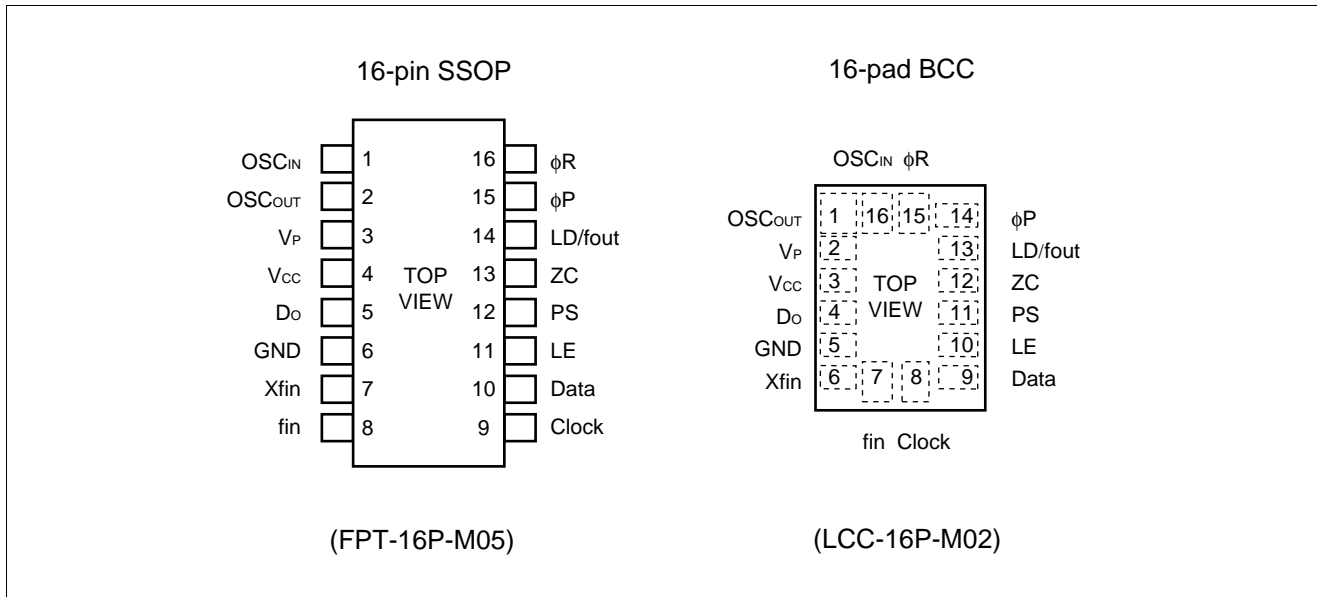 16-pin SSOP
OSCIN 1 16 ϕR
OSCOUT 2 15 ϕP
VP 3 14 LD/fout
VCC 4 13 ZC
DO 5 12 PS
GND 6 11 LE
Xfin 7 10 Data
fin 8 9 Clock
TOP
VIEW
(FPT-16P-M05)
16-pad BCC
OSCIN ϕR
OSCOUT 1 16 15 14 ϕP
VP 2 13 LD/fout
VCC 3 12 ZC
DO 4 11 PS
GND 5 10 LE
Xfin 6 7 8 9 Data
TOP
VIEW
fin Clock
(LCC-16P-M02)